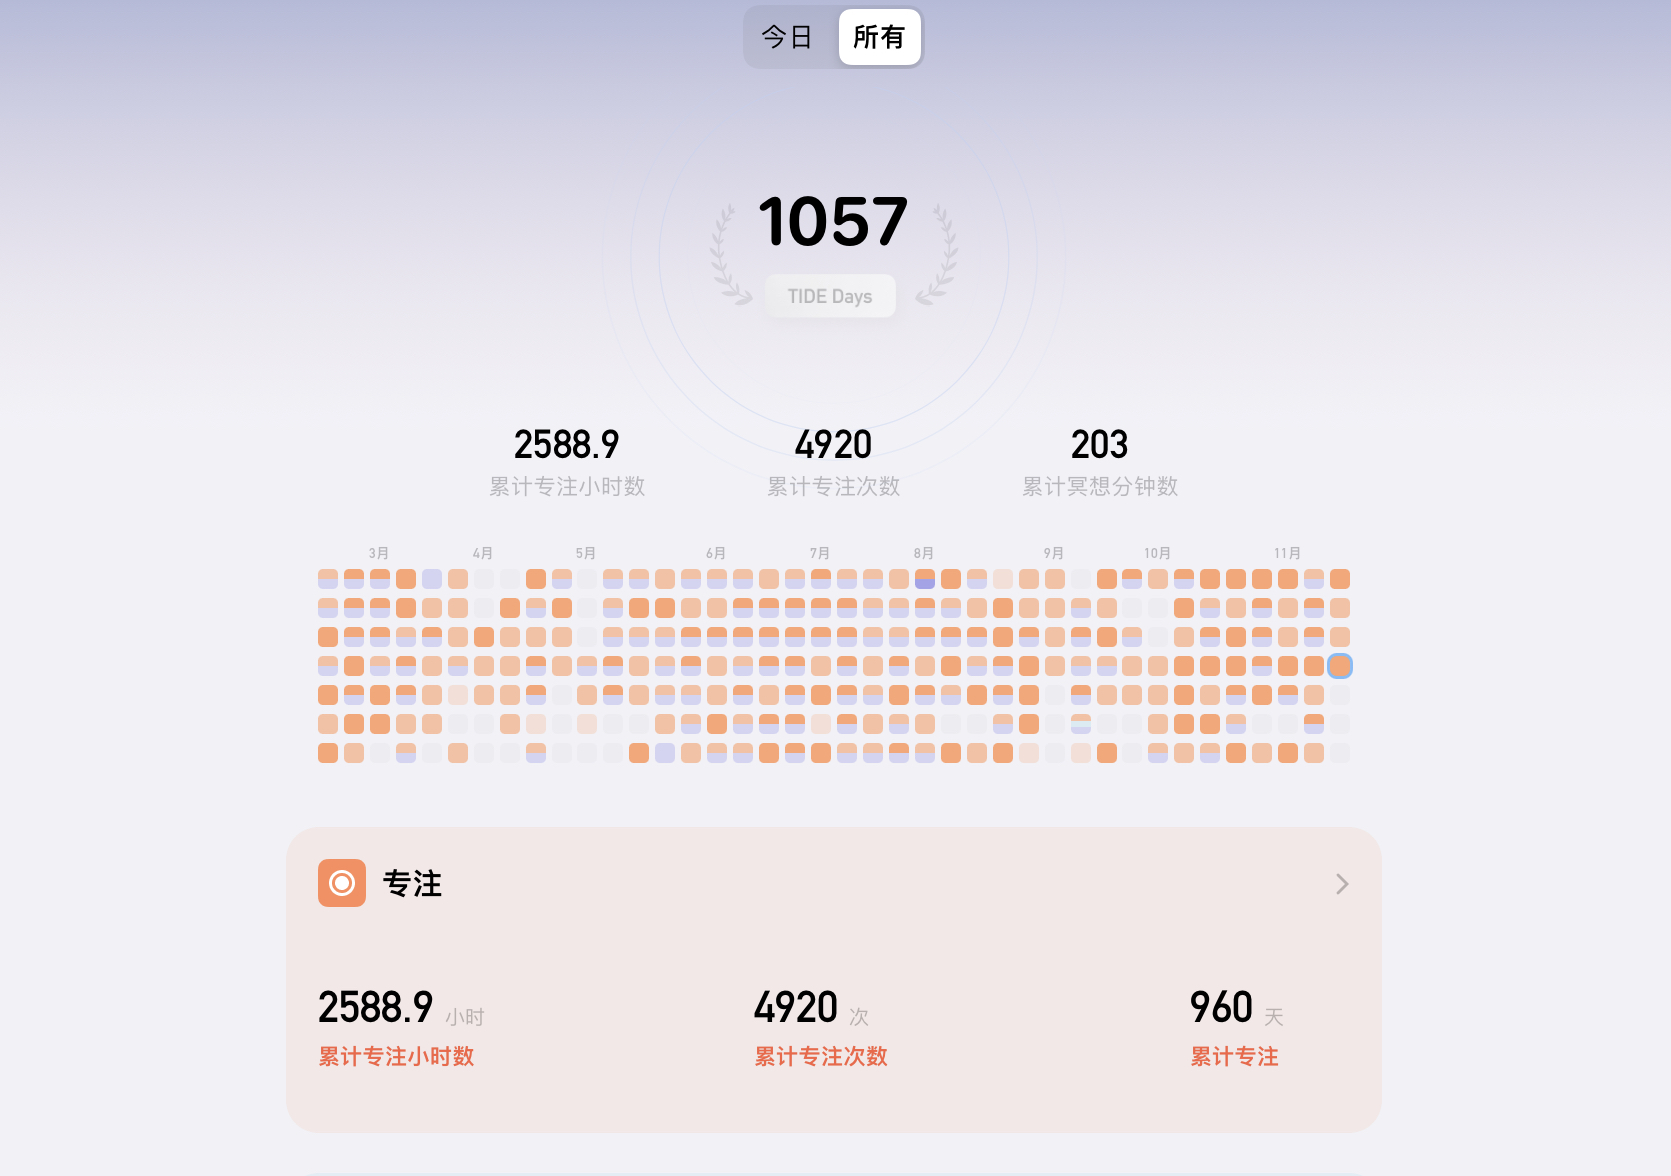 今日 所有
1057
TIDE Days
2588.9 4920 203
累计专注小时数 累计专注次数 累计冥想分钟数
3月 4月 5月 6月 7月 8月 9月 10月 11月
专注
2588.9 小时 4920 次 960 天
累计专注小时数 累计专注次数 累计专注